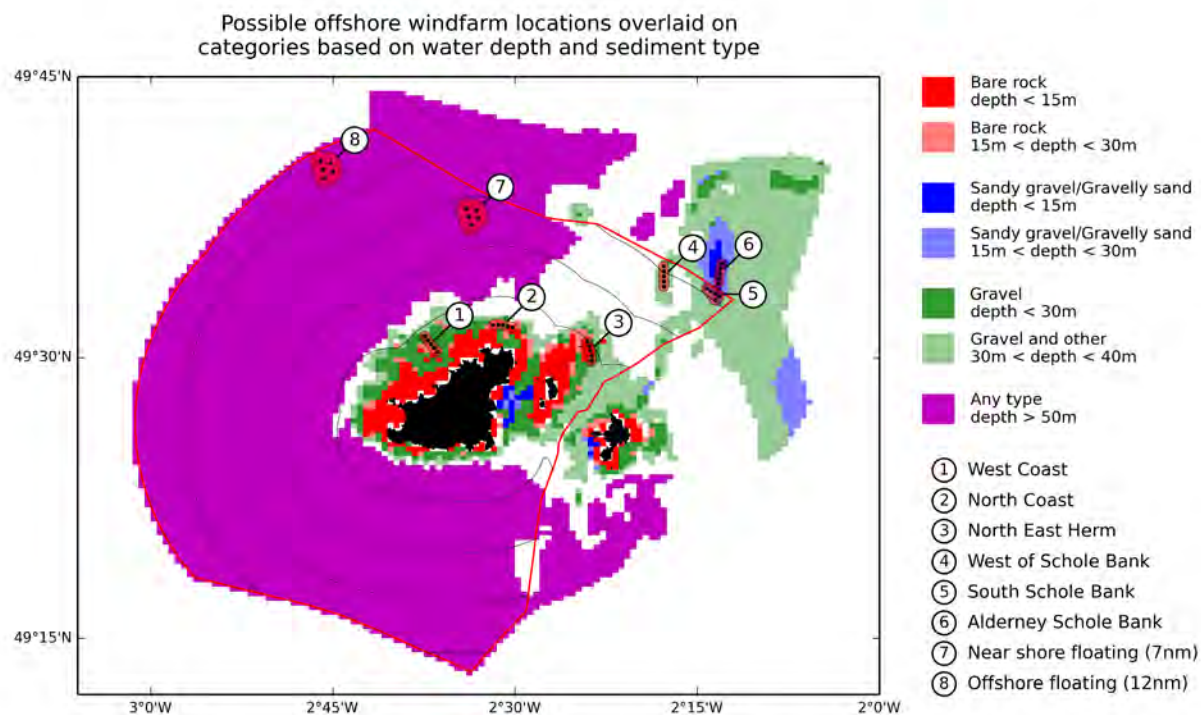 Possible offshore windfarm locations overlaid on
categories based on water depth and sediment type
49°45'N
49°30'N
49°15'N
3°0'W
2°45'W
2°30'W
2°15'W
2°0'W
8
7
4
6
5
2
1
3
Bare rock
depth < 15m
Bare rock
15m < depth < 30m
Sandy gravel/Gravelly sand
depth < 15m
Sandy gravel/Gravelly sand
15m < depth < 30m
Gravel
depth < 30m
Gravel and other
30m < depth < 40m
Any type
depth > 50m
1 West Coast
2 North Coast
3 North East Herm
4 West of Schole Bank
5 South Schole Bank
6 Alderney Schole Bank
7 Near shore floating (7nm)
8 Offshore floating (12nm)